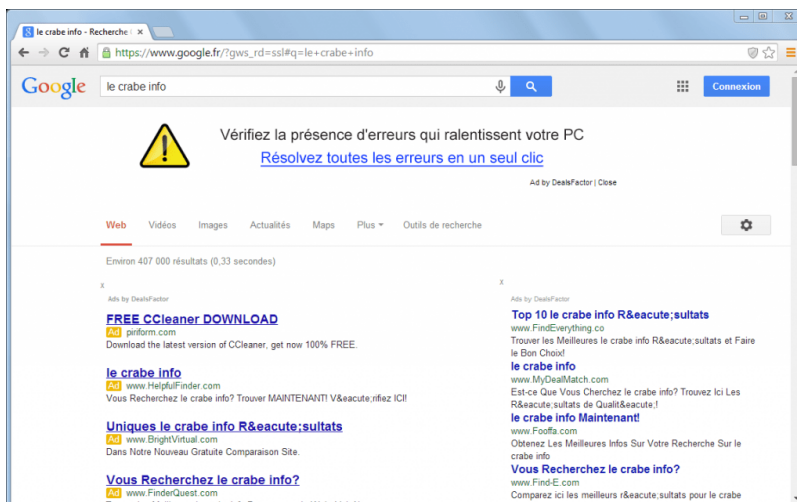 le crabe info - Recherche
https://www.google.fr/?gws_rd=ssl#q=le+crabe+info
Google
le crabe info
Connexion
Vérifiez la présence d'erreurs qui ralentissent votre PC
Résolvez toutes les erreurs en un seul clic
Ad by DealsFactor | Close
Web Vidéos Images Actualités Maps Plus Outils de recherche
Environ 407 000 résultats (0,33 secondes)
x
Ads by DealsFactor
FREE CCleaner DOWNLOAD
Ad piriform.com
Download the latest version of CCleaner, get now 100% FREE.
le crabe info
Ad www.HelpfulFinder.com
Vous Recherchez le crabe info? Trouver MAINTENANT! V&eacute;rifiez ICI!
Uniques le crabe info R&eacute;sultats
Ad www.BrightVirtual.com
Dans Notre Nouveau Gratuite Comparaison Site.
Vous Recherchez le crabe info?
Ad www.FinderQuest.com
x
Ads by DealsFactor
Top 10 le crabe info R&eacute;sultats
www.FindEverything.co
Trouver les Meilleures le crabe info R&eacute;sultats et Faire
le Bon Choix!
le crabe info
www.MyDealMatch.com
Est-ce Que Vous Cherchez le crabe info? Trouvez Ici Les
R&eacute;sultats de Qualit&eacute;!
le crabe info Maintenant!
www.Fooffa.com
Obtenez Les Meilleures Infos Sur Votre Recherche Sur le
crabe info
Vous Recherchez le crabe info?
www.Find-E.com
Comparez ici les meilleurs r&eacute;sultats pour le crabe